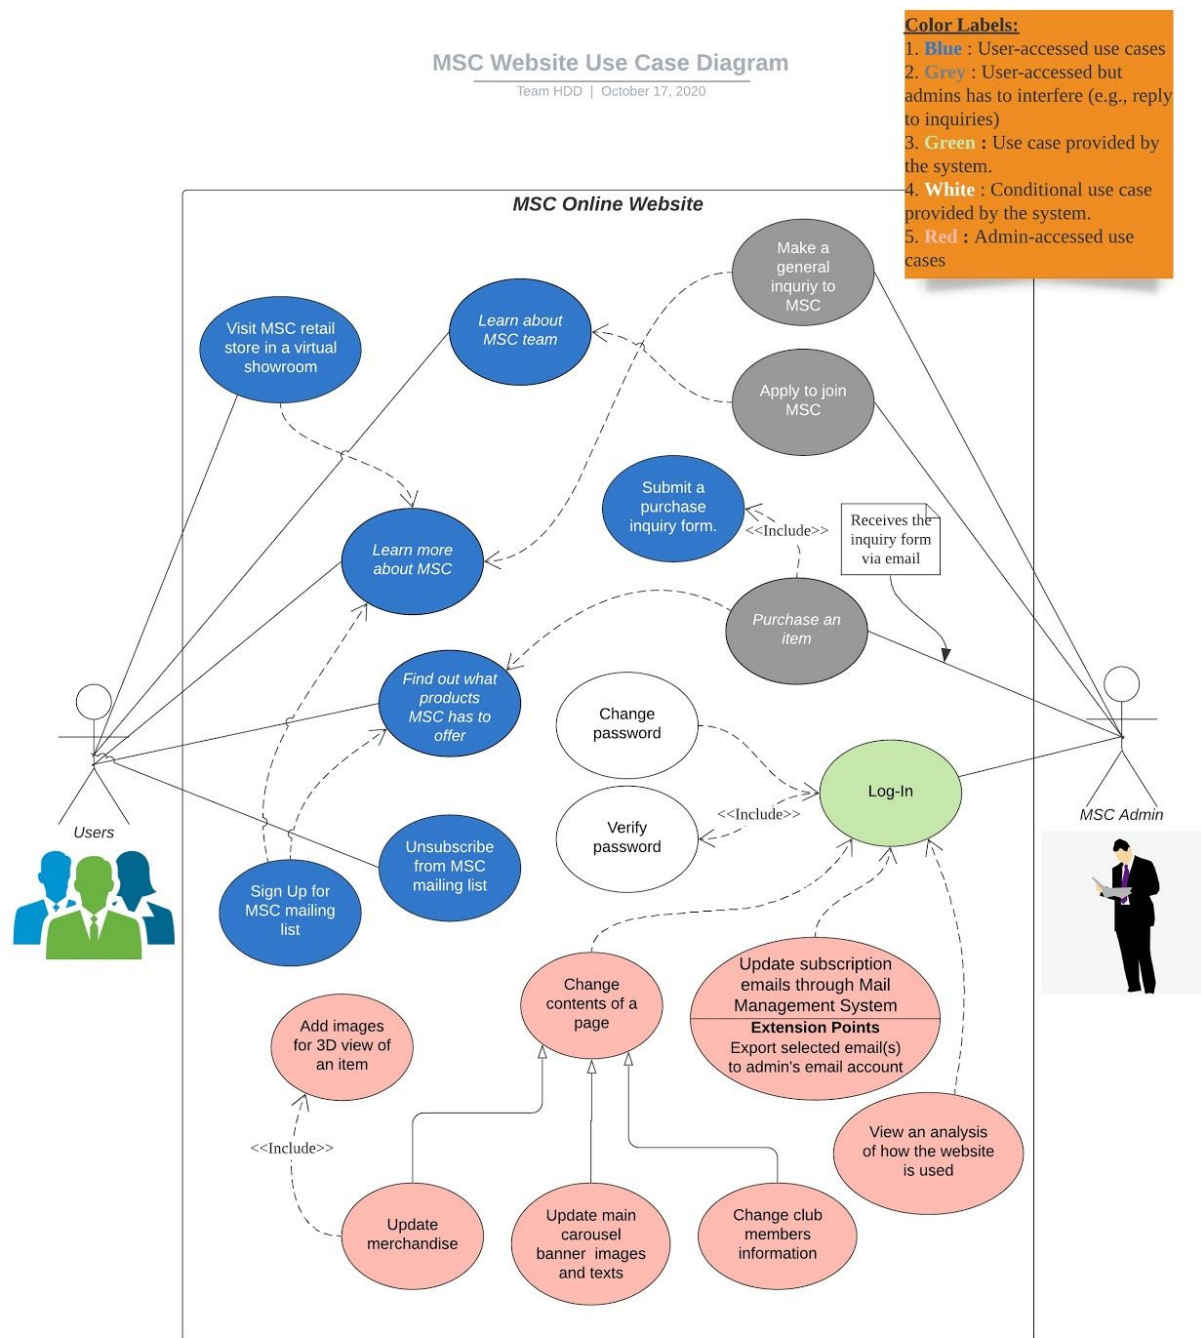 MSC Website Use Case Diagram
Team HDD | October 17, 2020
Color Labels:
1. Blue : User-accessed use cases
2. Grey : User-accessed but
admins has to interfere (e.g., reply
to inquiries)
3. Green : Use case provided by
the system.
4. White : Conditional use case
provided by the system.
5. Red : Admin-accessed use
cases
MSC Online Website
Make a
general
inquriy to
MSC
Learn about
MSC team
Visit MSC retail
store in a virtual
showroom
Apply to join
MSC
Submit a
purchase
inquiry form.
<<Include>>
Receives the
inquiry form
via email
Learn more
about MSC
Purchase an
item
Find out what
products
MSC has to
offer
Change
password
Log-In
<<Include>>
Verify
password
Users
MSC Admin
Unsubscribe
from MSC
mailing list
Sign Up for
MSC mailing
list
Change
contents of a
page
Update subscription
emails through Mail
Management System
Extension Points
Export selected email(s)
to admin's email account
Add images
for 3D view of
an item
<<Include>>
View an analysis
of how the website
is used
Update
merchandise
Update main
carousel
banner images
and texts
Change club
members
information